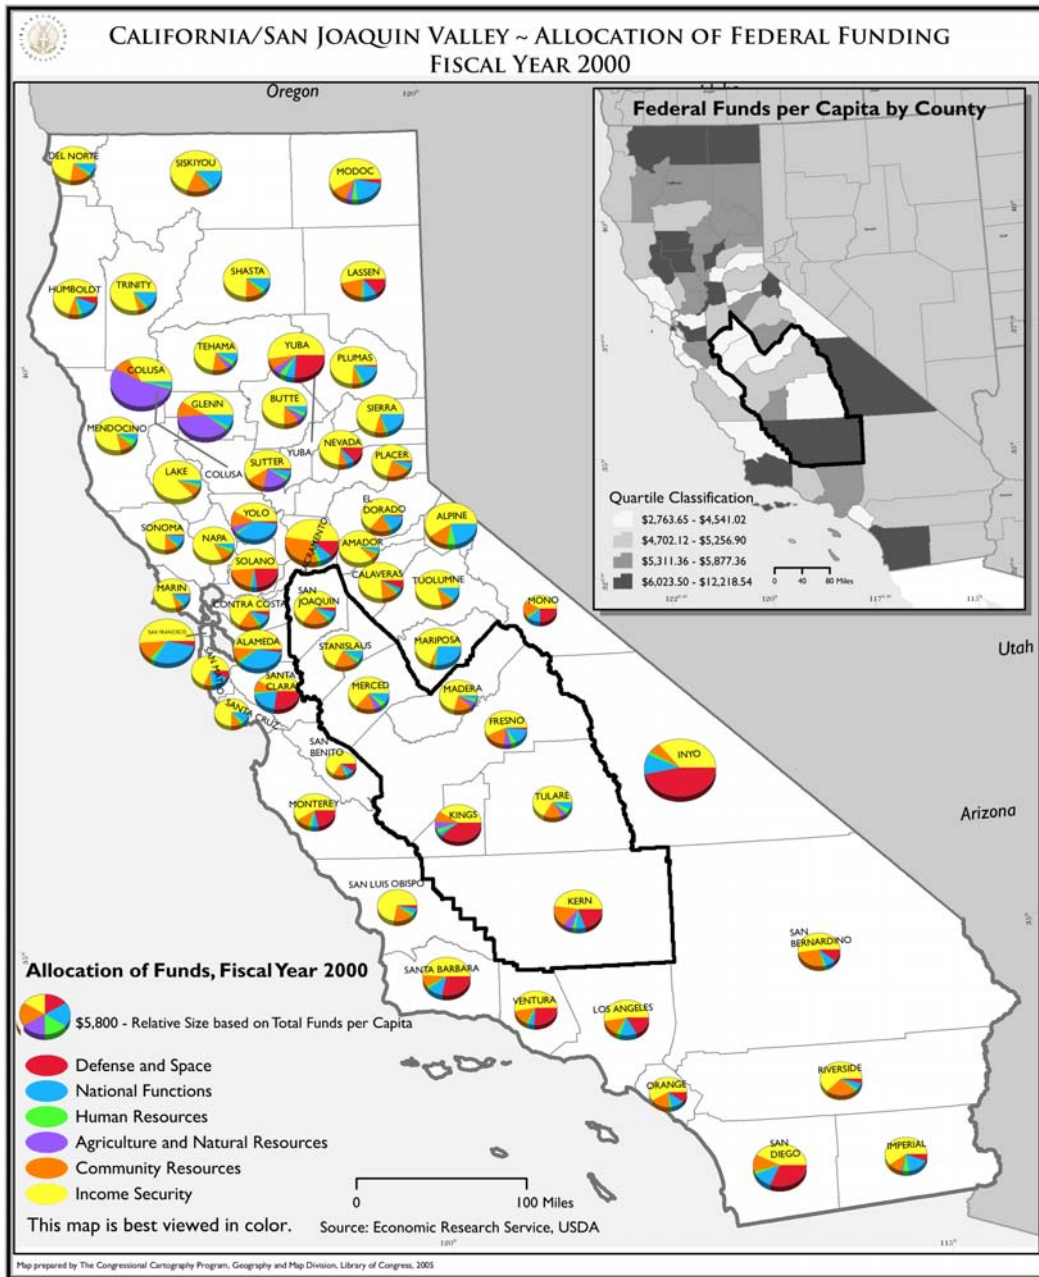 CALIFORNIA/SAN JOAQUIN VALLEY ~ ALLOCATION OF FEDERAL FUNDING
FISCAL YEAR 2000
Oregon
120°
Federal Funds per Capita by County
DEL NORTE
SISKIYOU
MODOC
HUMBOLDT
TRINITY
SHASTA
LASSEN
TEHAMA
YUBA
PLUMAS
COLUSA
GLENN
BUTTE
SIERRA
MENDOCINO
NEVADA
PLACER
LAKE
COLUSA
SUTTER
YUBA
EL
DORADO
ALPINE
SONOMA
NAPA
YOLO
AMADOR
SOLANO
CALAVERAS
TUOLUMNE
MARIN
CONTRA COSTA
SAN
JOAQUIN
MONO
SAN FRANCISCO
ALAMEDA
STANISLAUS
MARIPOSA
SANTA
CLARA
MERCED
MADERA
SANTA CRUZ
FRESNO
SAN
BENITO
INYO
MONTEREY
KINGS
TULARE
SAN LUIS OBISPO
KERN
SAN
BERNARDINO
SANTA BARBARA
VENTURA
LOS ANGELES
ORANGE
RIVERSIDE
SAN
DIEGO
IMPERIAL
Quartile Classification
$2,763.65 - $4,541.02
$4,702.12 - $5,256.90
$5,311.36 - $5,877.36
$6,023.50 - $12,218.54
0 40 80 Miles
Utah
Arizona
Allocation of Funds, Fiscal Year 2000
$5,800 - Relative Size based on Total Funds per Capita
Defense and Space
National Functions
Human Resources
Agriculture and Natural Resources
Community Resources
Income Security
0 100 Miles
This map is best viewed in color.
Source: Economic Research Service, USDA
120°
115°
Map prepared by The Congressional Cartography Program, Geography and Map Division, Library of Congress, 2005